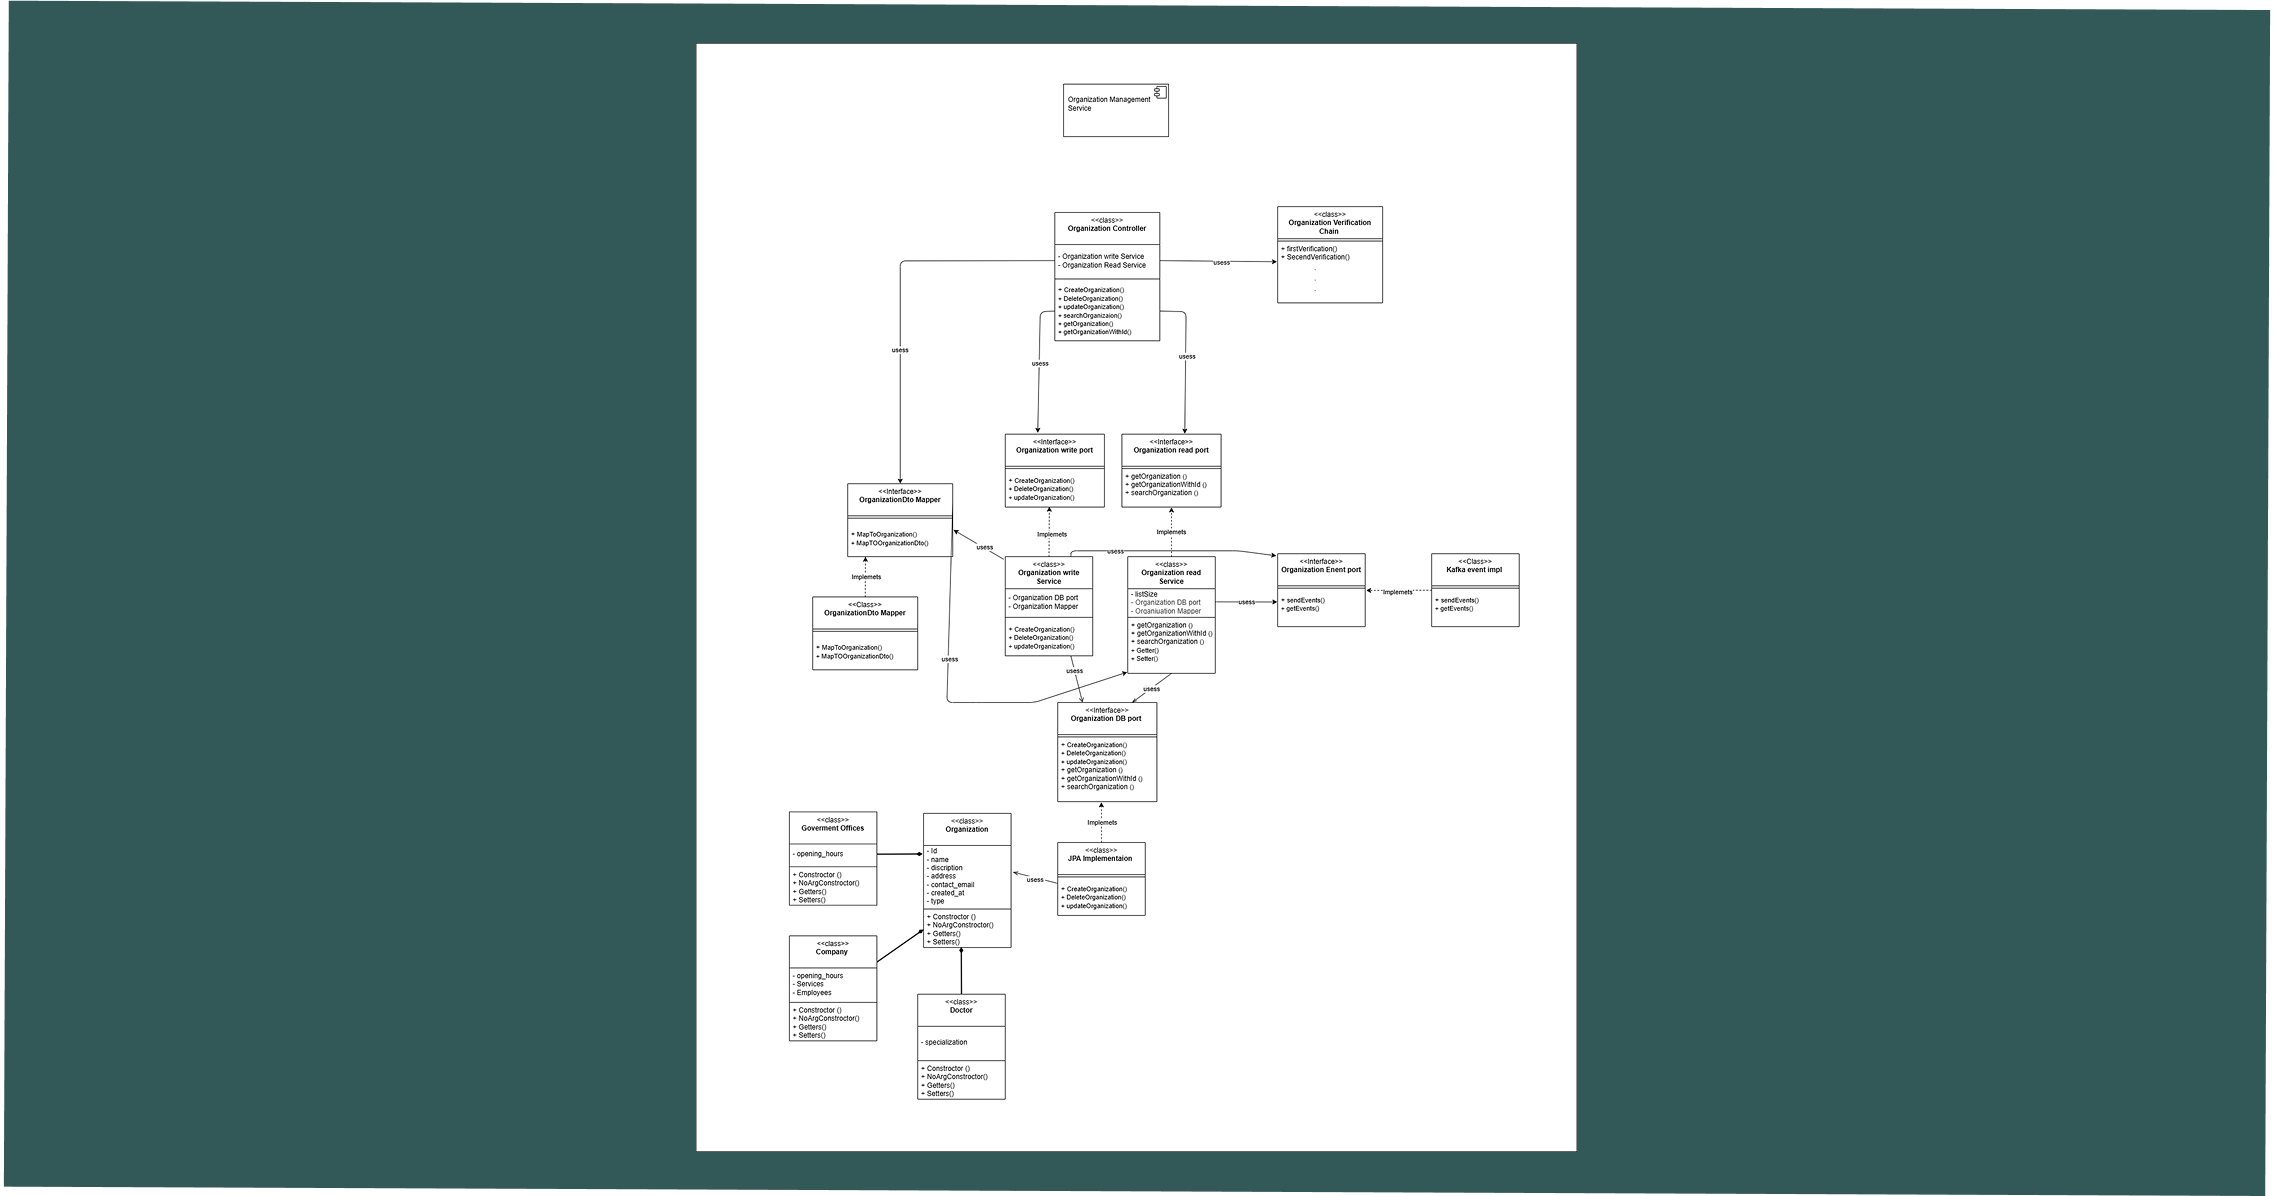 Organization Management
Service
<<class>>
Organization Controller
- Organization write Service
- Organization Read Service
+ CreateOrganization()
+ DeleteOrganization()
+ updateOrganization()
+ searchOrganizaion()
+ getOrganization()
+ getOrganizationWithId()
<<class>>
Organization Verification
Chain
+ firstVerification()
+ SecendVerification()
.
.
.
usess
usess
usess
usess
<<Interface>>
Organization write port
+ CreateOrganization()
+ DeleteOrganization()
+ updateOrganization()
<<Interface>>
Organization read port
+ getOrganization ()
+ getOrganizationWithId ()
+ searchOrganization ()
<<Interface>>
OrganizationDto Mapper
+ MapToOrganization()
+ MapTOOrganizationDto()
Implemets
Implemets
usess
usess
Implemets
<<Class>>
OrganizationDto Mapper
+ MapToOrganization()
+ MapTOOrganizationDto()
<<class>>
Organization write
Service
- Organization DB port
- Organization Mapper
+ CreateOrganization()
+ DeleteOrganization()
+ updateOrganization()
<<class>>
Organization read
Service
- listSize
- Organization DB port
- Organiuation Mapper
+ getOrganization ()
+ getOrganizationWithId ()
+ searchOrganization ()
+ Getter()
+ Setter()
usess
<<Interface>>
Organization Enent port
+ sendEvents()
+ getEvents()
Implemets
<<Class>>
Kafka event impl
+ sendEvents()
+ getEvents()
usess
usess
usess
<<Interface>>
Organization DB port
+ CreateOrganization()
+ DeleteOrganization()
+ updateOrganization()
+ getOrganization ()
+ getOrganizationWithId ()
+ searchOrganization ()
Implemets
<<class>>
Goverment Offices
- opening_hours
+ Constroctor ()
+ NoArgConstroctor()
+ Getters()
+ Setters()
<<class>>
Organization
- Id
- name
- discription
- address
- contact_email
- created_at
- type
+ Constroctor ()
+ NoArgConstroctor()
+ Getters()
+ Setters()
usess
<<class>>
JPA Implementaion
+ CreateOrganization()
+ DeleteOrganization()
+ updateOrganization()
<<class>>
Company
- opening_hours
- Services
- Employees
+ Constroctor ()
+ NoArgConstroctor()
+ Getters()
+ Setters()
<<class>>
Doctor
- specialization
+ Constroctor ()
+ NoArgConstroctor()
+ Getters()
+ Setters()